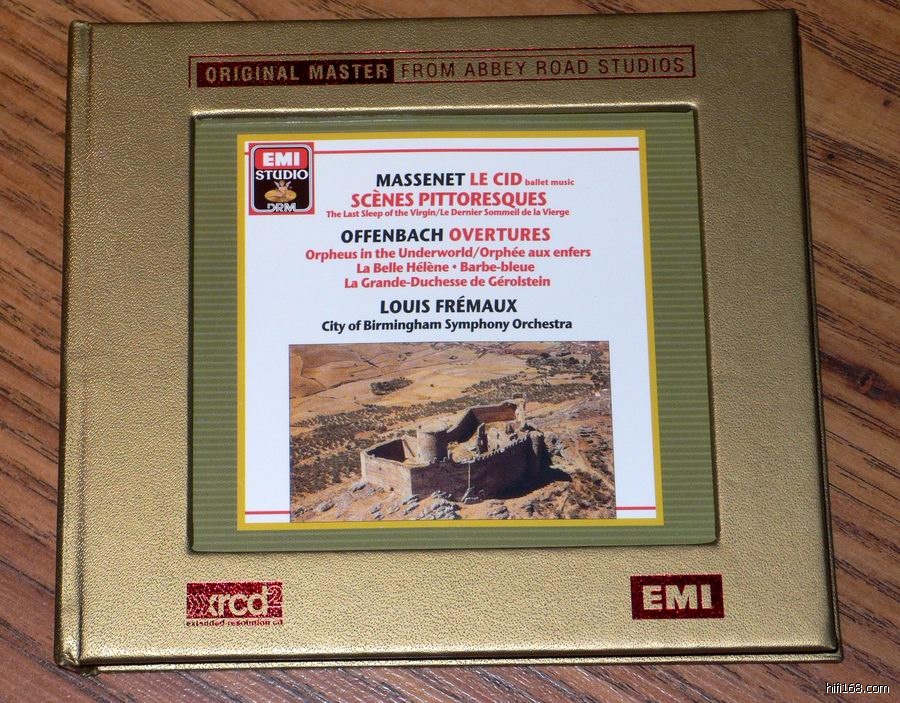 ORIGINAL MASTER FROM ABBEY ROAD STUDIOS
EMI
STUDIO
DRM
MASSENET LE CID ballet music
SCÈNES PITTORESQUES
The Last Sleep of the Virgin/Le Dernier Sommeil de la Vierge
OFFENBACH OVERTURES
Orpheus in the Underworld/Orphée aux enfers
La Belle Hélène • Barbe-bleue
La Grande-Duchesse de Gérolstein
LOUIS FRÉMAUX
City of Birmingham Symphony Orchestra
xrcd2
extended resolution cd
EMI
hifi168.com